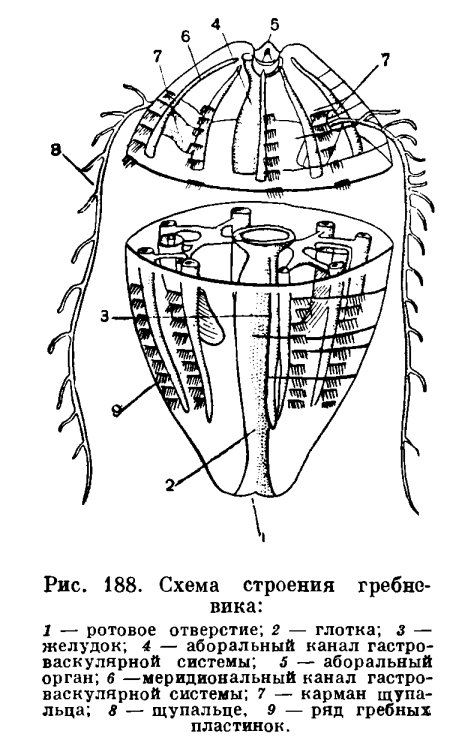 4 5
6
7 7
8
3
9
2
1
Рис. 188. Схема строения гребне-
вика:
1 — ротовое отверстие; 2 — глотка; 3 —
желудок; 4 — аборальный канал гастро-
васкулярной системы; 5 — аборальный
орган; 6 —меридиональный канал гастро-
васкулярной системы; 7 — карман щупа-
льца; 8 — щупальце, 9 — ряд гребных
пластинок.